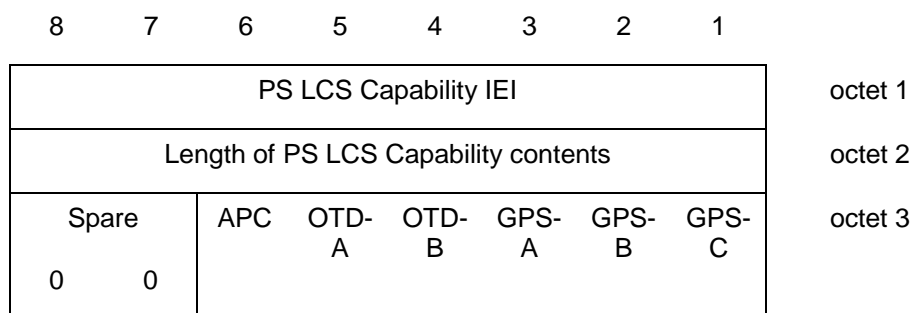 8 7 6 5 4 3 2 1
PS LCS Capability IEI octet 1
Length of PS LCS Capability contents octet 2
Spare APC OTD- OTD- GPS- GPS- GPS- octet 3
A B A B C
0 0